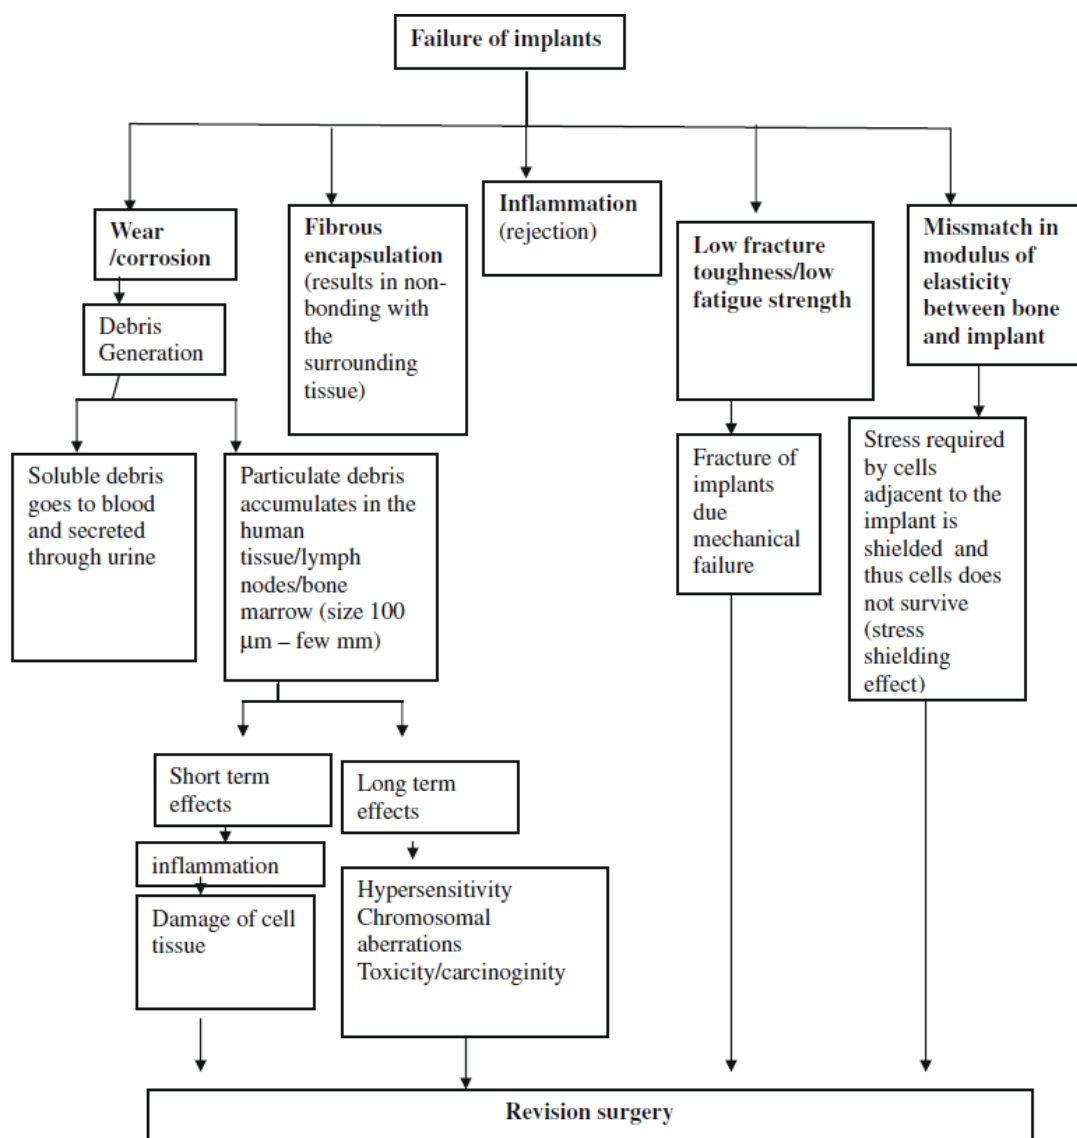 Failure of implants
Wear
/corrosion
Fibrous
encapsulation
(results in non-
bonding with
the
surrounding
tissue)
Inflammation
(rejection)
Low fracture
toughness/low
fatigue strength
Missmatch in
modulus of
elasticity
between bone
and implant
Debris
Generation
Soluble debris
goes to blood
and secreted
through urine
Particulate debris
accumulates in the
human
tissue/lymph
nodes/bone
marrow (size 100
μm – few mm)
Fracture of
implants
due
mechanical
failure
Stress required
by cells
adjacent to the
implant is
shielded and
thus cells does
not survive
(stress
shielding
effect)
Short term
effects
Long term
effects
inflammation
Damage of cell
tissue
Hypersensitivity
Chromosomal
aberrations
Toxicity/carcinoginity
Revision surgery